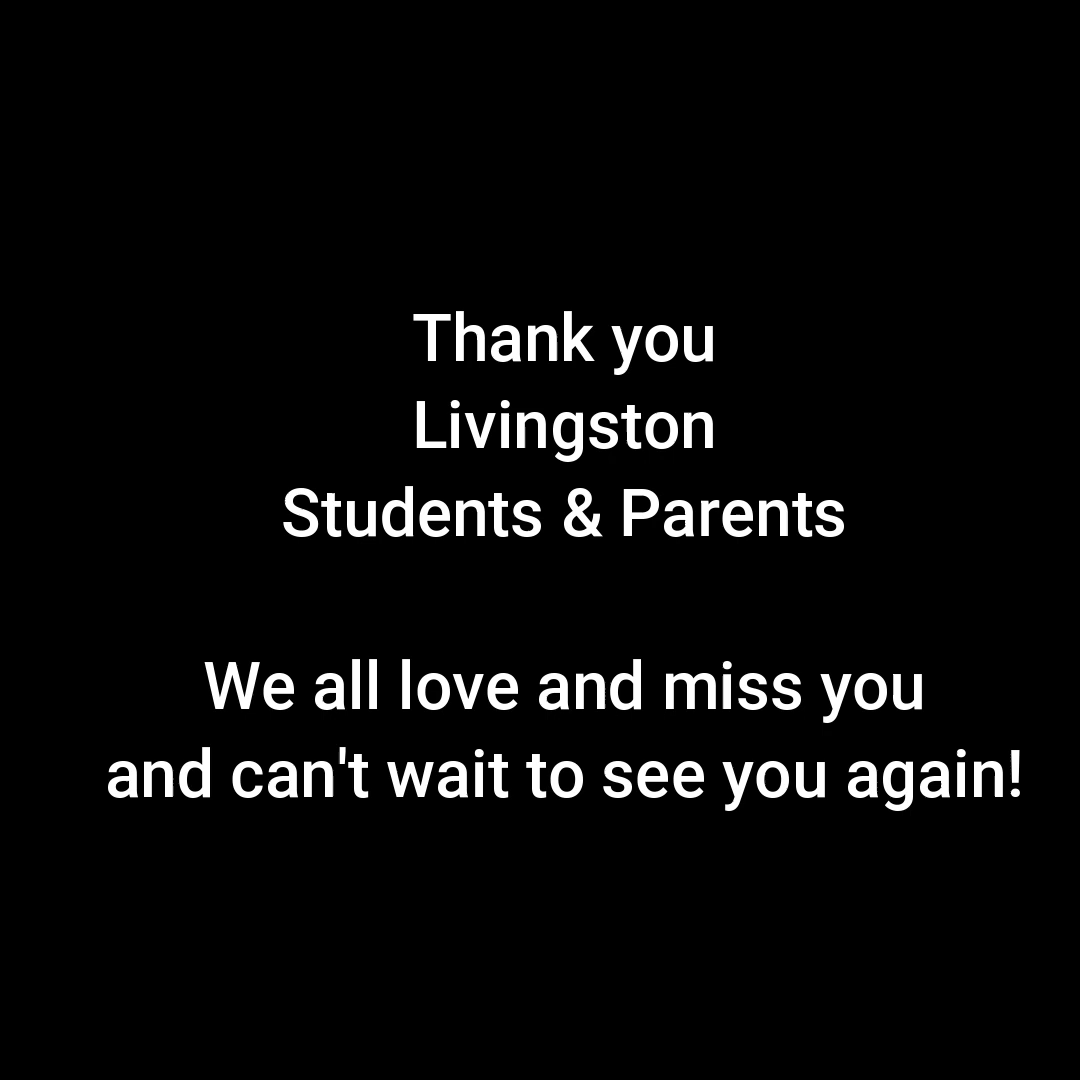 Thank you
Livingston
Students & Parents
We all love and miss you
and can't wait to see you again!